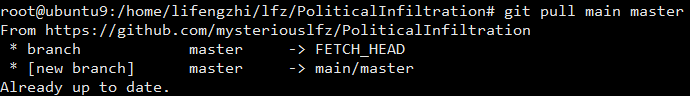 root@ubuntu9:/home/lifengzhi/lfz/PoliticalInfiltration# git pull main master
From https://github.com/mysteriouslfz/PoliticalInfiltration
 * branch            master     -> FETCH_HEAD
 * [new branch]      master     -> main/master
Already up to date.